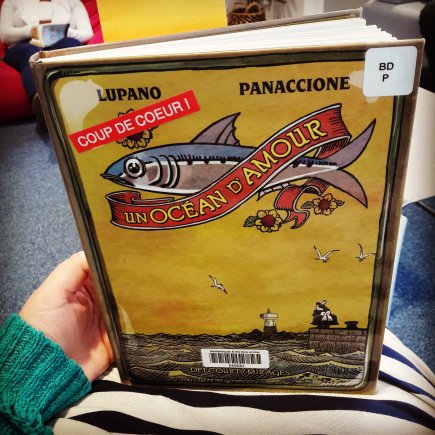 LUPANO
PANACCIONE
BD
P
COUP DE COEUR !
UN OCÉAN D'AMOUR
DELCOURT/MIRAGES